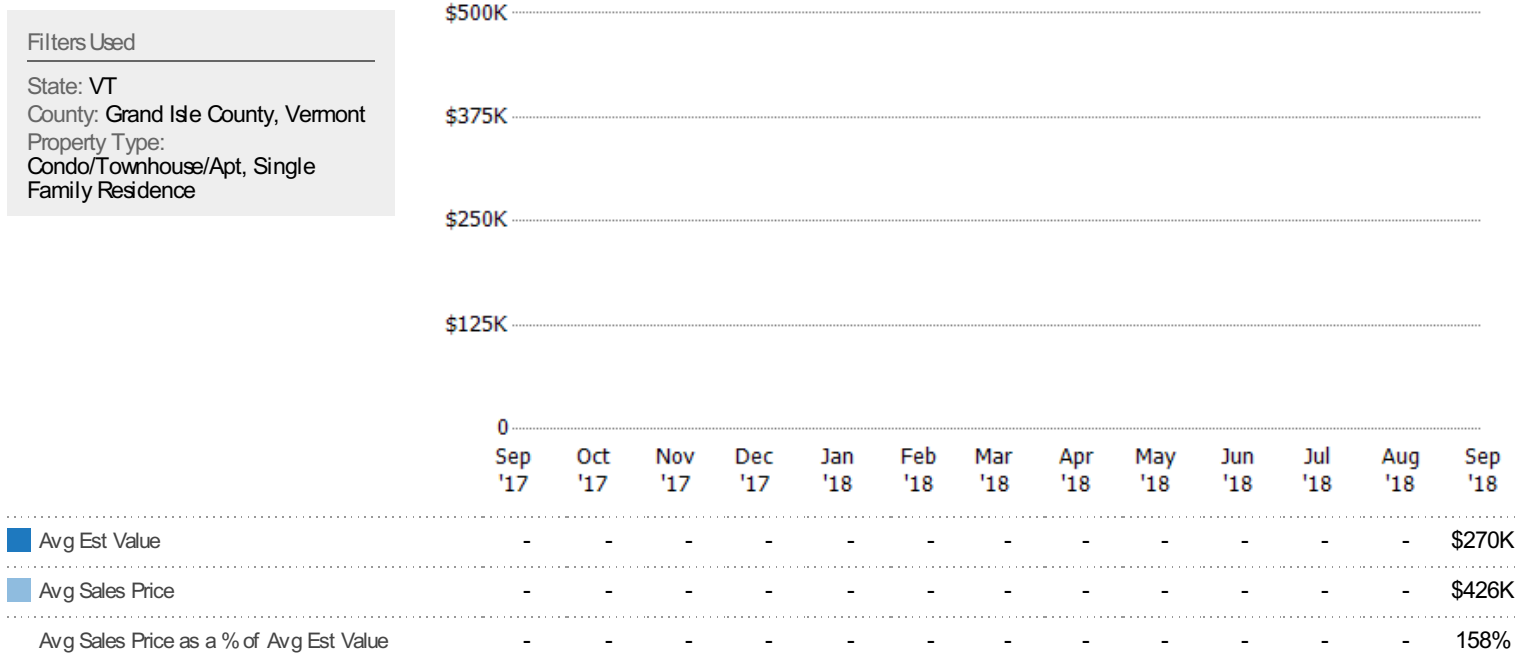 Filters Used
State: VT
County: Grand Isle County, Vermont
Property Type:
Condo/Townhouse/Apt, Single
Family Residence
$500K
$375K
$250K
$125K
0
Sep Oct Nov Dec Jan Feb Mar Apr May Jun Jul Aug Sep
'17 '17 '17 '17 '18 '18 '18 '18 '18 '18 '18 '18 '18
Avg Est Value - - - - - - - - - - - - $270K
Avg Sales Price - - - - - - - - - - - - $426K
Avg Sales Price as a % of Avg Est Value - - - - - - - - - - - - 158%